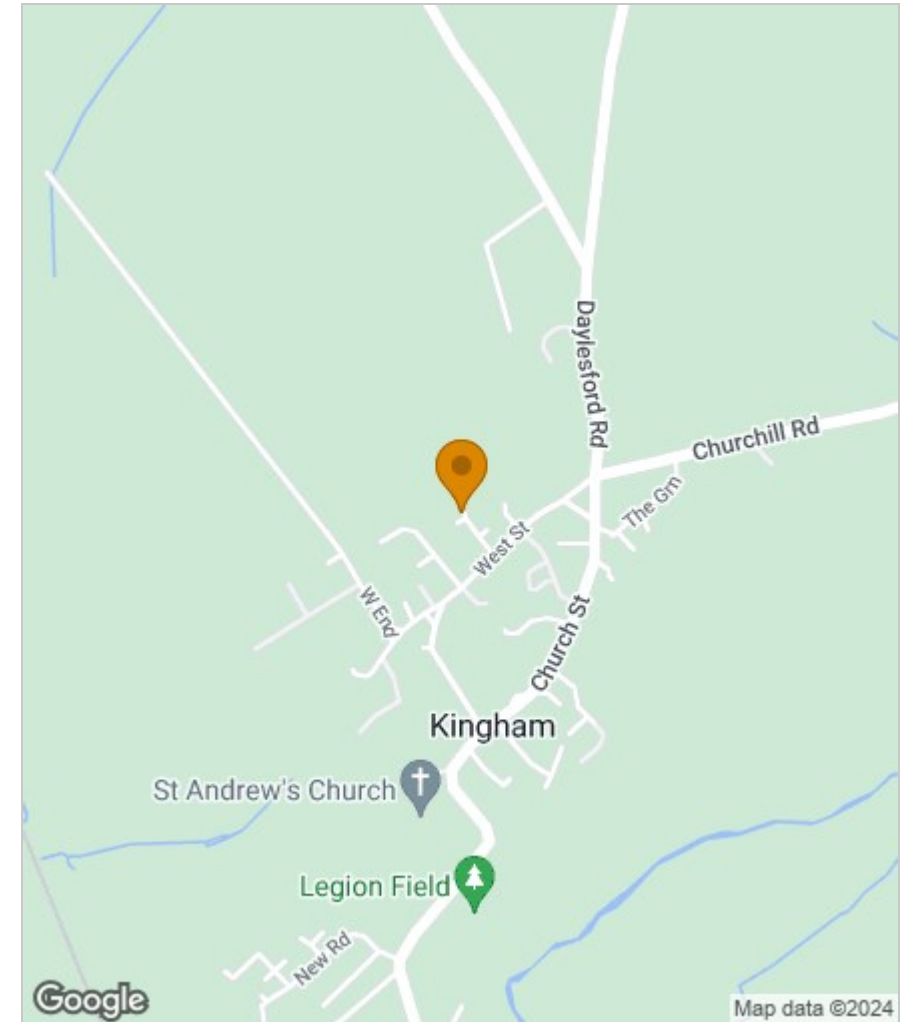 Daylesford Rd
Churchill Rd
The Grn
West St
W End
Church St
Kingham
St Andrew's Church
Legion Field
New Rd
Google
Map data ©2024